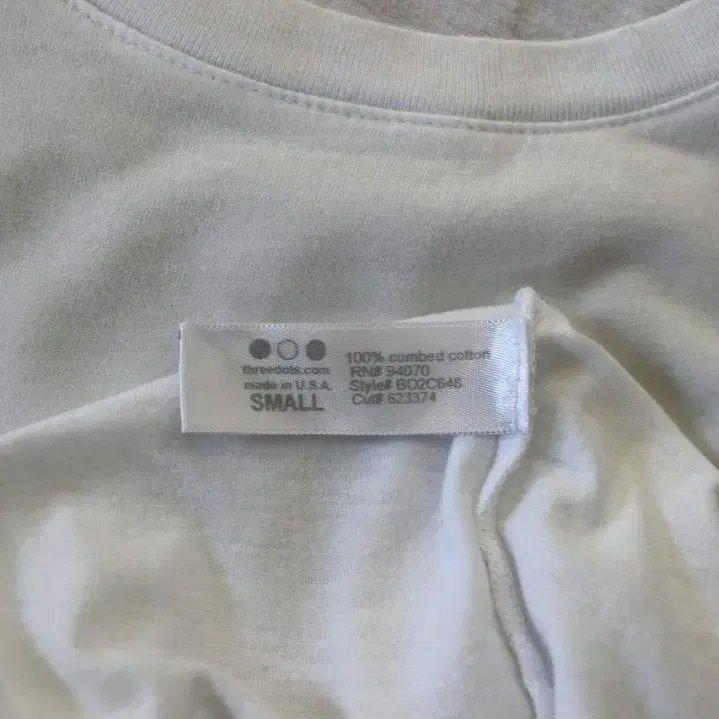 threedots.com
made in U.S.A.
SMALL
100% combed cotton
RN# 94070
Style# BO2C648
Cut# 623374